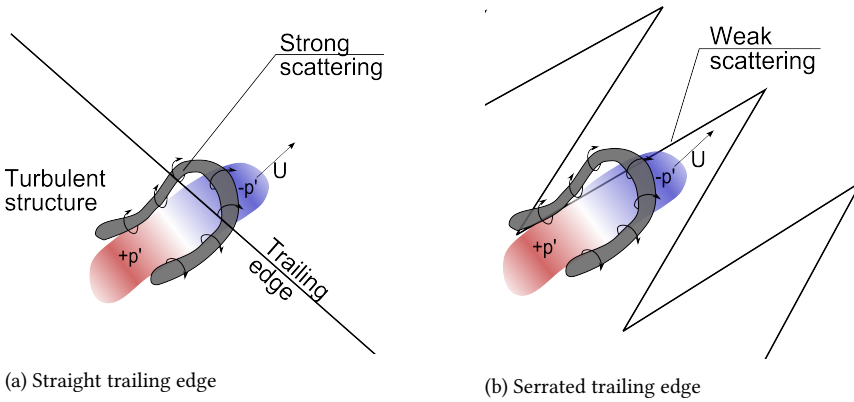 Strong
scattering
-p'
U
Turbulent
structure
+p'
Trailing
edge
(a) Straight trailing edge
Weak
scattering
-p'
U
+p'
(b) Serrated trailing edge